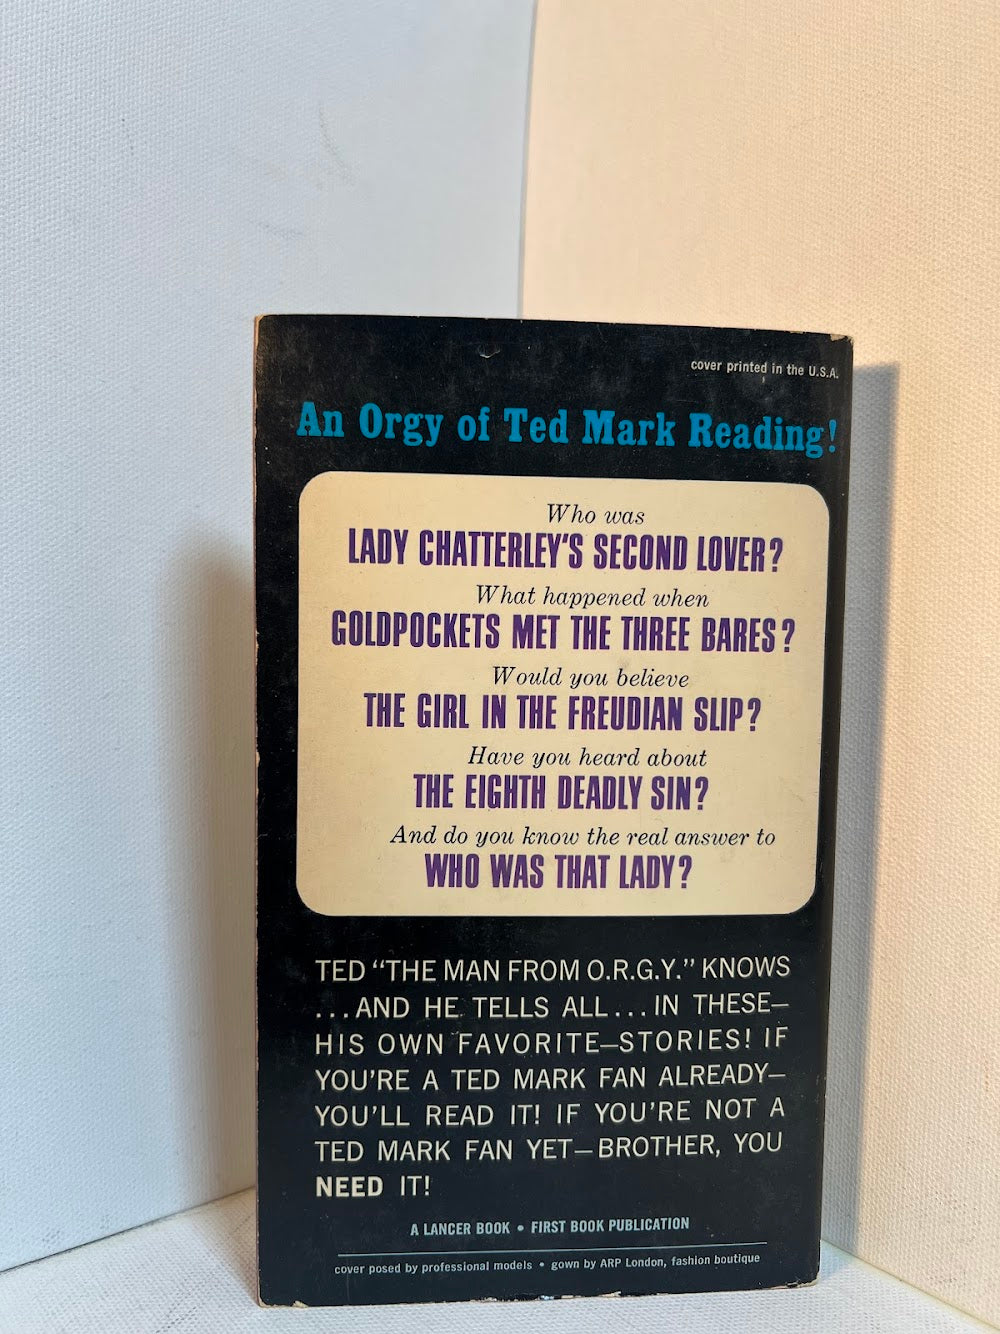 cover printed in the U.S.A.
An Orgy of Ted Mark Reading!
Who was
LADY CHATTERLEY'S SECOND LOVER?
What happened when
GOLDPOCKETS MET THE THREE BARES?
Would you believe
THE GIRL IN THE FREUDIAN SLIP?
Have you heard about
THE EIGHTH DEADLY SIN?
And do you know the real answer to
WHO WAS THAT LADY?
TED “THE MAN FROM O.R.G.Y.” KNOWS
...AND HE TELLS ALL...IN THESE—
HIS OWN FAVORITE—STORIES! IF
YOU'RE A TED MARK FAN ALREADY—
YOU'LL READ IT! IF YOU'RE NOT A
TED MARK FAN YET—BROTHER, YOU
NEED IT!
A LANCER BOOK • FIRST BOOK PUBLICATION
cover posed by professional models • gown by ARP London, fashion boutique